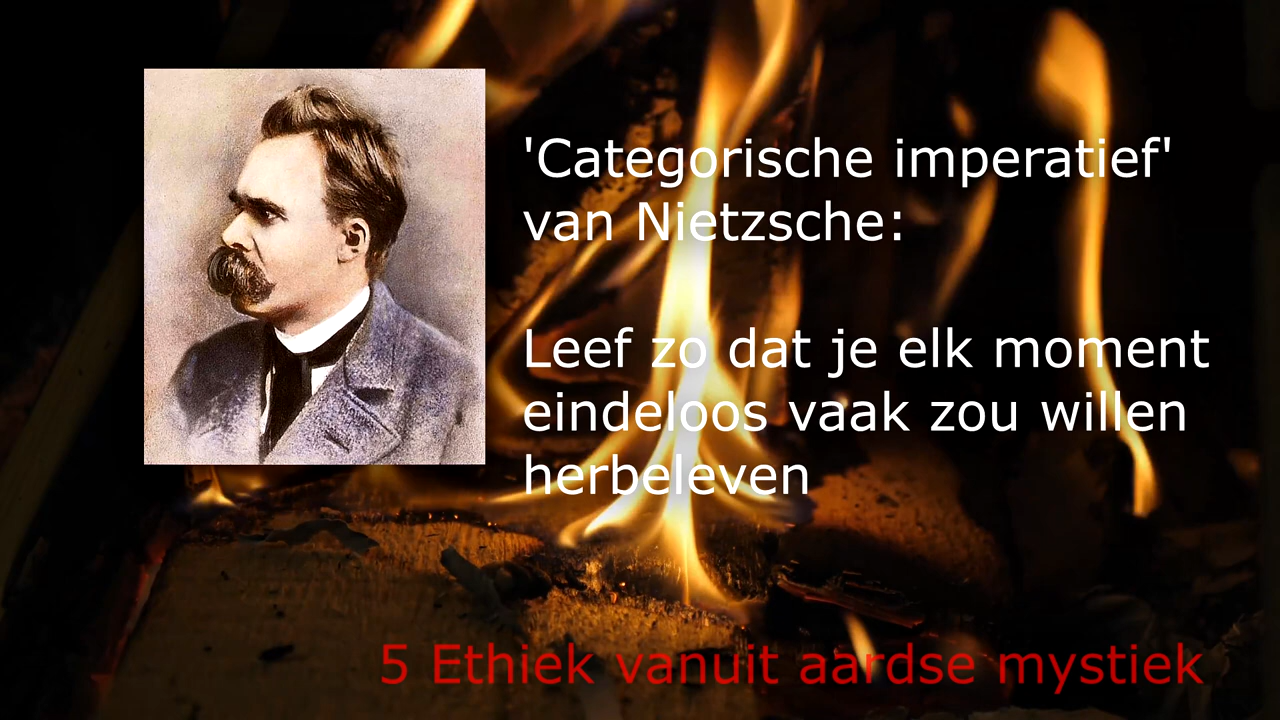 'Categorische imperatief'
van Nietzsche:
Leef zo dat je elk moment
eindeloos vaak zou willen
herbeleven
5 Ethiek vanuit aardse mystiek